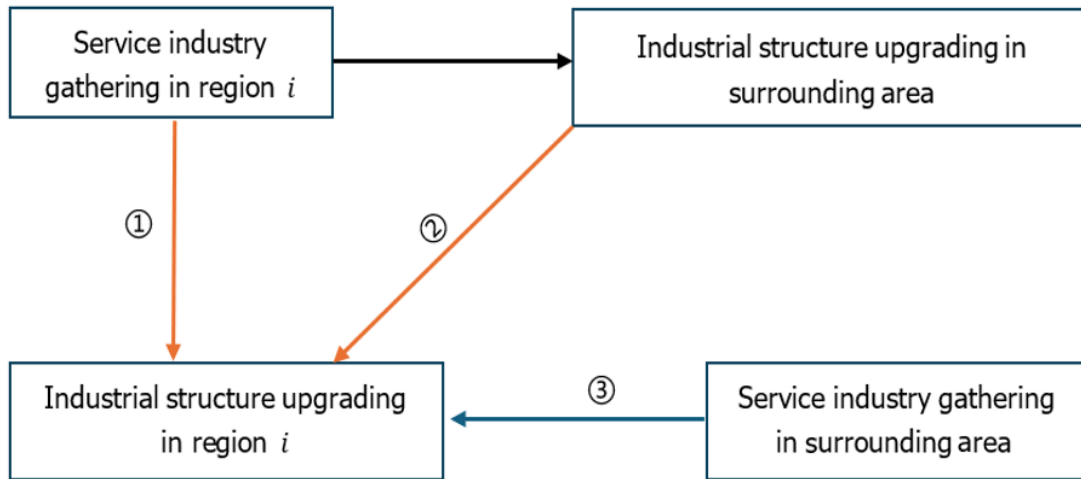 Service industry
gathering in region i
Industrial structure upgrading in
surrounding area
①
②
Industrial structure upgrading
in region i
③
Service industry gathering
in surrounding area